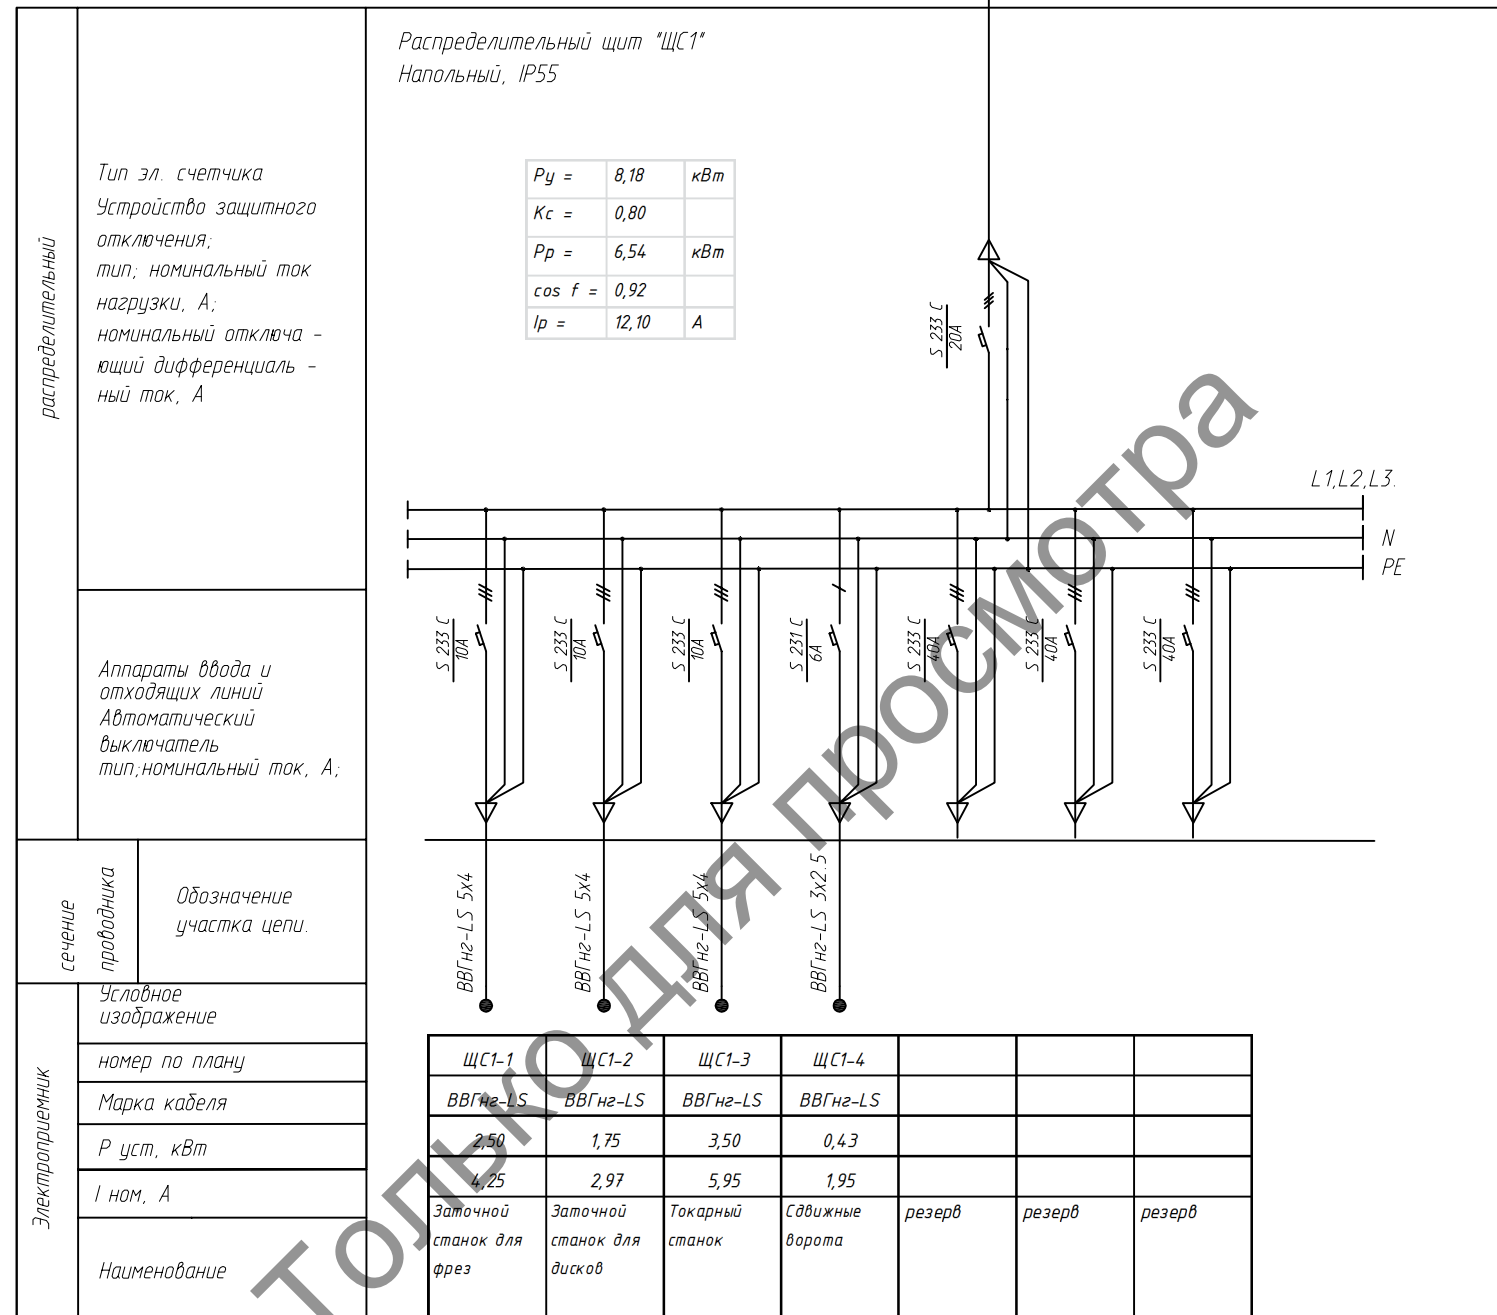 Распределительный щит "ЩС1"
Напольный, IP55
распределительный
Тип эл. счетчика
Устройство защитного
отключения;
тип; номинальный ток
нагрузки, А;
номинальный отключа -
ющий дифференциаль -
ный ток, А
Ру = 8,18 кВт
Кс = 0,80
Рр = 6,54 кВт
cos f = 0,92
Iр = 12,10 А
S 233 C
20А
L1,L2,L3.
N
PE
Аппараты ввода и
отходящих линий
Автоматический
выключатель
тип;номинальный ток, А;
S 233 C
10А
S 233 C
10А
S 233 C
10А
S 231 C
6А
S 233 C
40А
S 233 C
40А
S 233 C
40А
сечение
проводника
Обозначение
участка цепи.
ВВГнг-LS 5х4
ВВГнг-LS 5х4
ВВГнг-LS 5х4
ВВГнг-LS 3х2.5
Электроприемник
Условное
изображение
номер по плану
ЩС1-1 ЩС1-2 ЩС1-3 ЩС1-4
Марка кабеля
ВВГнг-LS ВВГнг-LS ВВГнг-LS ВВГнг-LS
Р уст, кВт
2,50 1,75 3,50 0,43
I ном, А
4,25 2,97 5,95 1,95
Наименование
Заточной
станок для
фрез
Заточной
станок для
дисков
Токарный
станок
Сдвижные
ворота
резерв
резерв
резерв
Только для просмотра